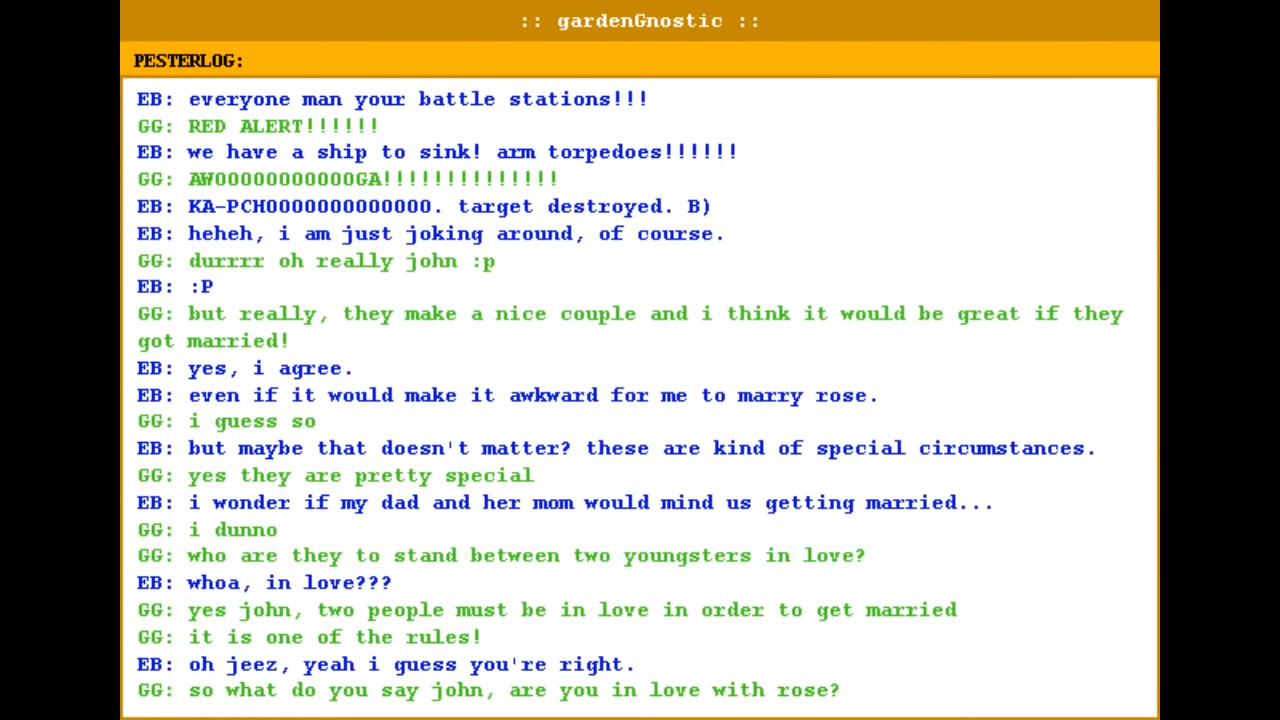 :: gardenGnostic ::
PESTERLOG:
EB: everyone man your battle stations!!!
GG: RED ALERT!!!!!!
EB: we have a ship to sink! arm torpedoes!!!!!!
GG: AWOOOOOOOOOOOGA!!!!!!!!!!!!!!
EB: KA-PCHOOOOOOOOOOOOO. target destroyed. B)
EB: heheh, i am just joking around, of course.
GG: durrrr oh really john :p
EB: :P
GG: but really, they make a nice couple and i think it would be great if they
got married!
EB: yes, i agree.
EB: even if it would make it awkward for me to marry rose.
GG: i guess so
EB: but maybe that doesn't matter? these are kind of special circumstances.
GG: yes they are pretty special
EB: i wonder if my dad and her mom would mind us getting married...
GG: i dunno
GG: who are they to stand between two youngsters in love?
EB: whoa, in love???
GG: yes john, two people must be in love in order to get married
GG: it is one of the rules!
EB: oh jeez, yeah i guess you're right.
GG: so what do you say john, are you in love with rose?